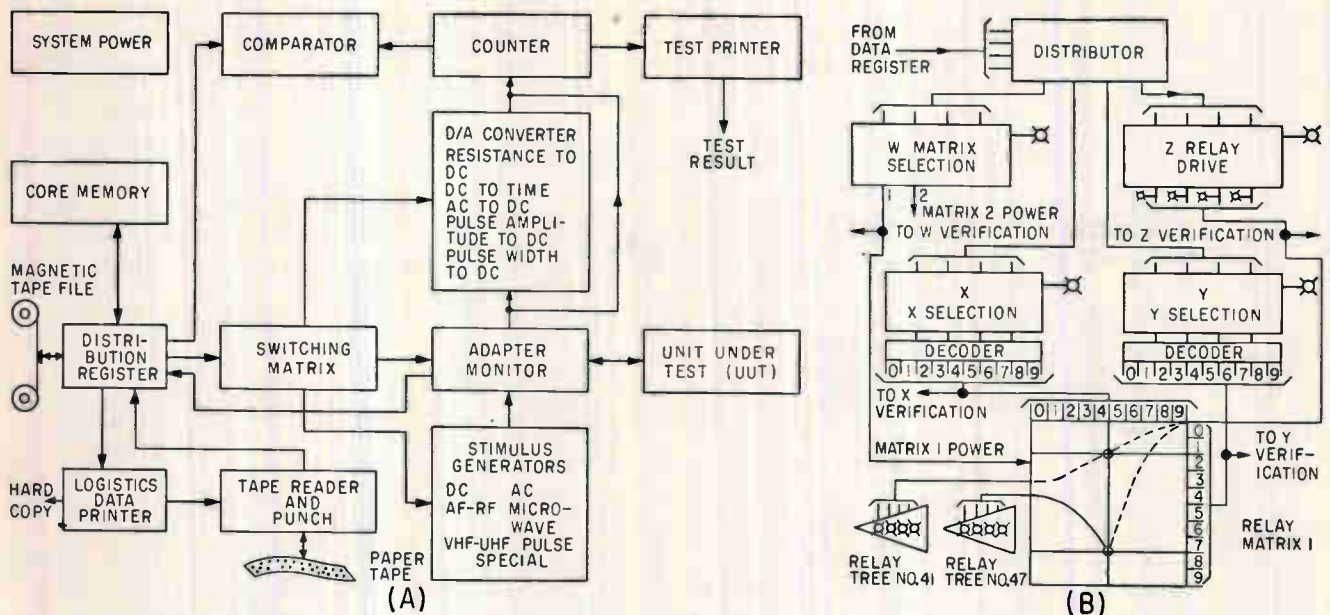 SYSTEM POWER
COMPARATOR
COUNTER
TEST PRINTER
TEST
RESULT
CORE MEMORY
D/A CONVERTER
RESISTANCE TO
DC
DC TO TIME
AC TO DC
PULSE AMPLI-
TUDE TO DC
PULSE WIDTH
TO DC
MAGNETIC
TAPE FILE
DISTRI-
BUTION
REGISTER
SWITCHING
MATRIX
ADAPTER
MONITOR
UNIT UNDER
TEST (UUT)
HARD
COPY
LOGISTICS
DATA
PRINTER
TAPE READER
AND
PUNCH
PAPER
TAPE
STIMULUS
GENERATORS
DC AC
AF-RF MICRO-
WAVE
VHF-UHF PULSE
SPECIAL
(A)
FROM
DATA
REGISTER
DISTRIBUTOR
W MATRIX
SELECTION
Z RELAY
DRIVE
1 2
MATRIX 2 POWER
TO W VERIFICATION
TO Z VERIFICATION
X
X SELECTION
Y
Y SELECTION
DECODER
0 1 2 3 4 5 6 7 8 9
DECODER
0 1 2 3 4 5 6 7 8 9
TO X
VERIFICATION
0 1 2 3 4 5 6 7 8 9
MATRIX 1 POWER
0
1
2
3
4
5
6
7
8
9
TO Y
VERIF-
ICATION
RELAY
TREE NO.41
RELAY
TREE NO.47
RELAY
MATRIX 1
(B)